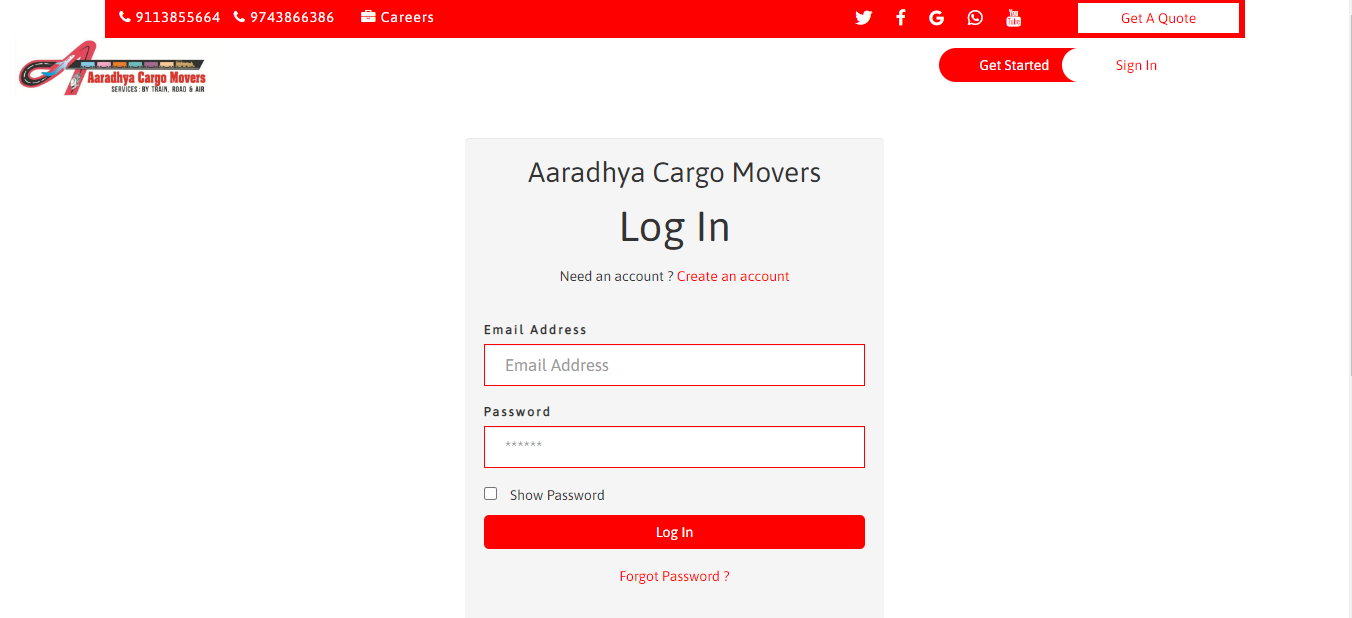 9113855664 9743866386 Careers
Get A Quote
Aaradhya Cargo Movers
SERVICES : BY TRAIN, ROAD & AIR
Get Started
Sign In
Aaradhya Cargo Movers
Log In
Need an account ? Create an account
Email Address
Email Address
Password
******
Show Password
Log In
Forgot Password ?